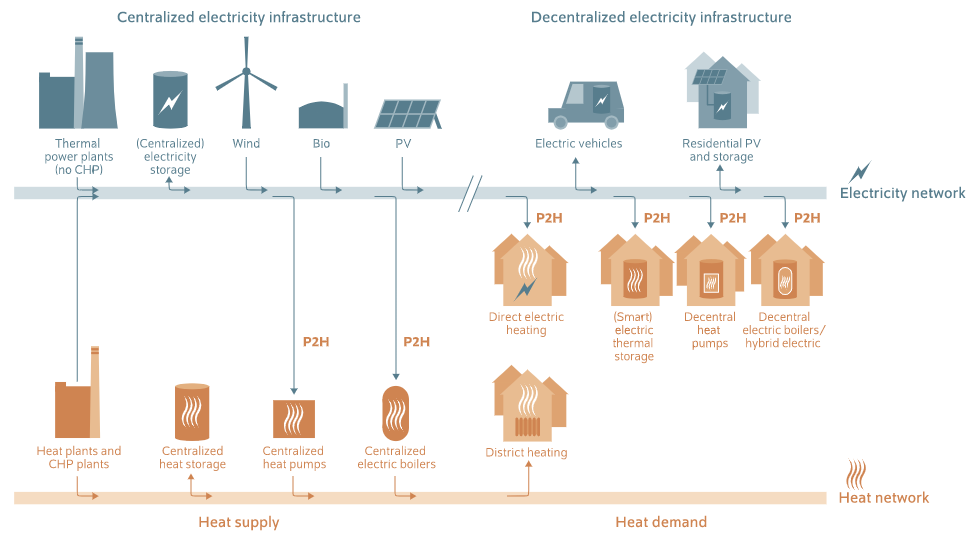 Centralized electricity infrastructure
Decentralized electricity infrastructure
Thermal
power plants
(no CHP)
(Centralized)
electricity
storage
Wind
Bio
PV
Electric vehicles
Residential PV
and storage
Electricity network
P2H
P2H
P2H
P2H
Direct electric
heating
(Smart)
electric
thermal
storage
Decentral
heat
pumps
Decentral
electric boilers/
hybrid electric
P2H
P2H
Heat plants and
CHP plants
Centralized
heat storage
Centralized
heat pumps
Centralized
electric boilers
District heating
Heat network
Heat supply
Heat demand